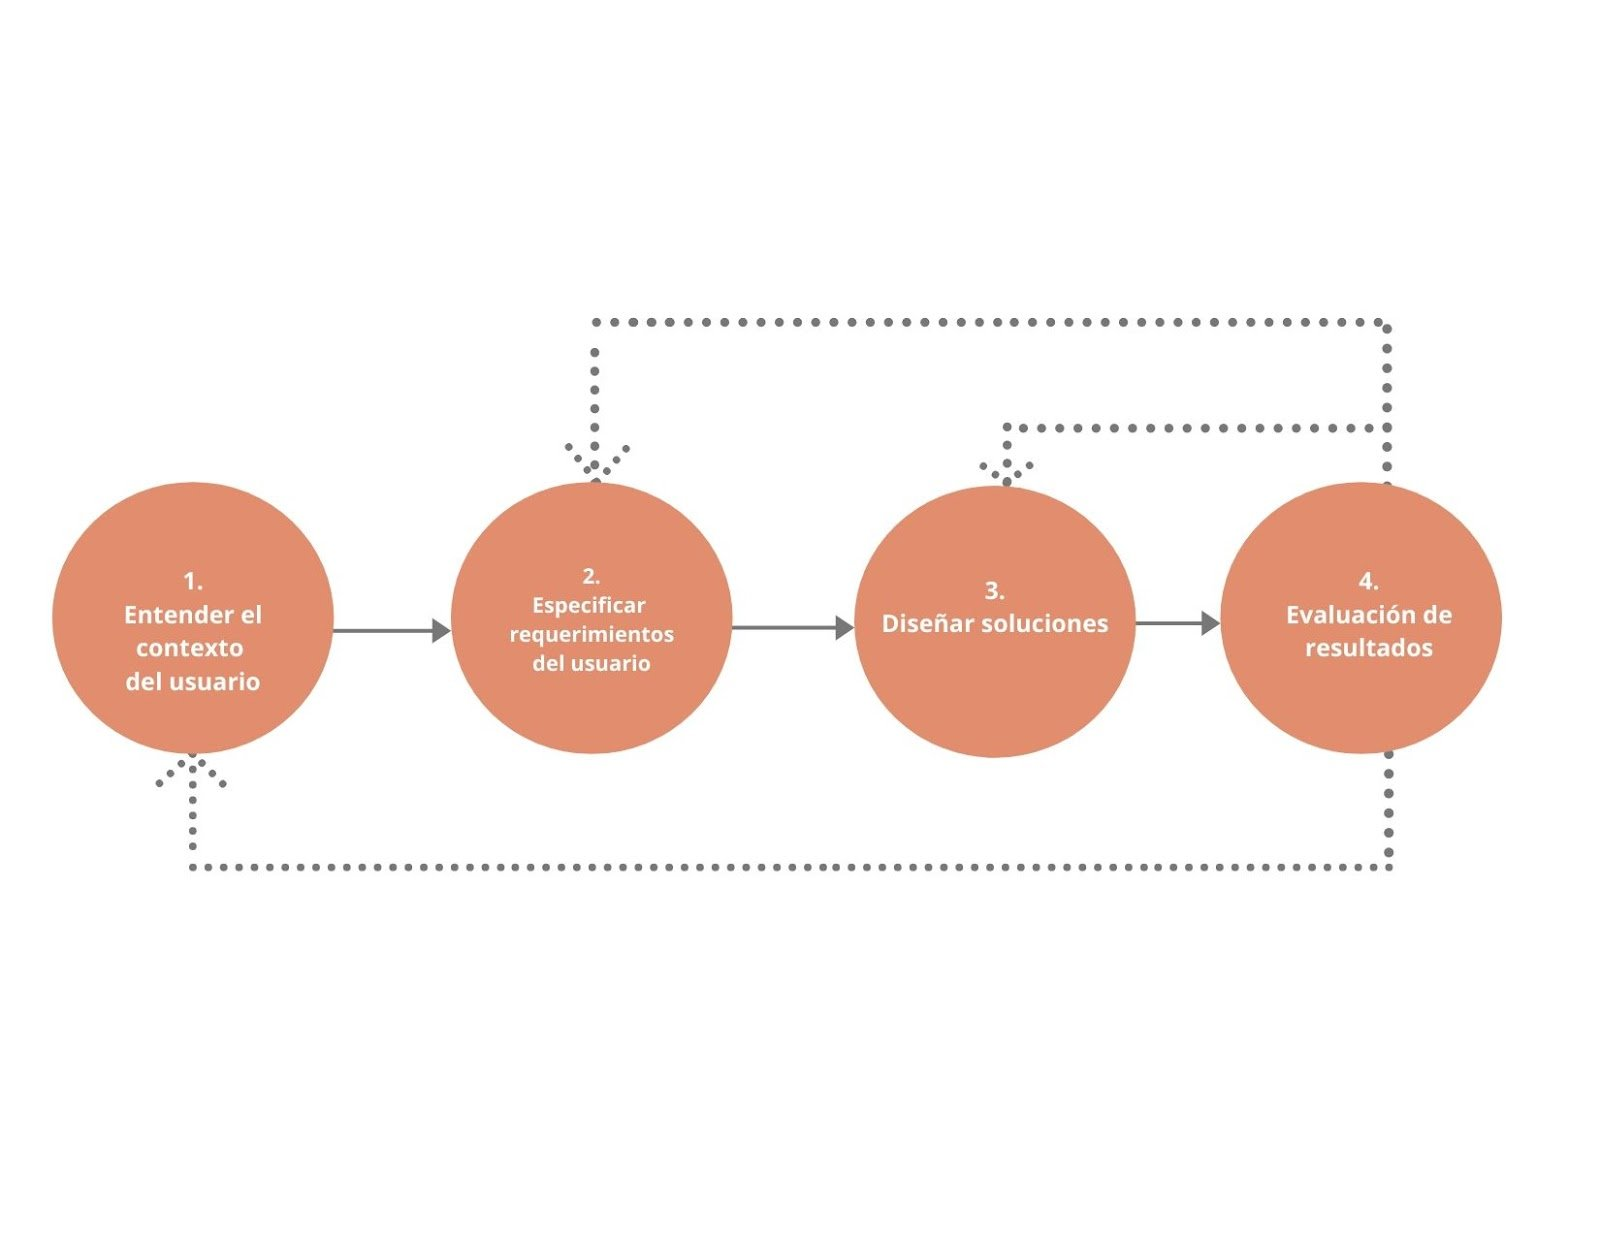 1.
Entender el
contexto
del usuario
2.
Especificar
requerimientos
del usuario
3.
Diseñar soluciones
4.
Evaluación de
resultados